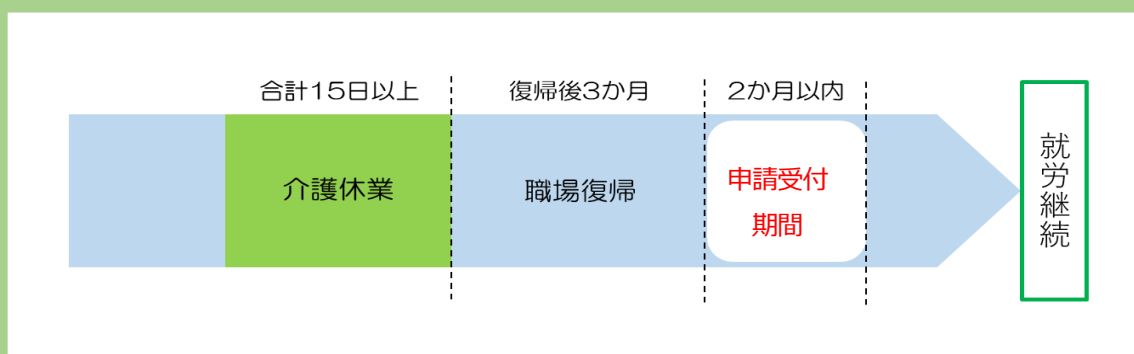 合計15日以上
復帰後3か月
2か月以内
介護休業
職場復帰
申請受付
期間
就労継続